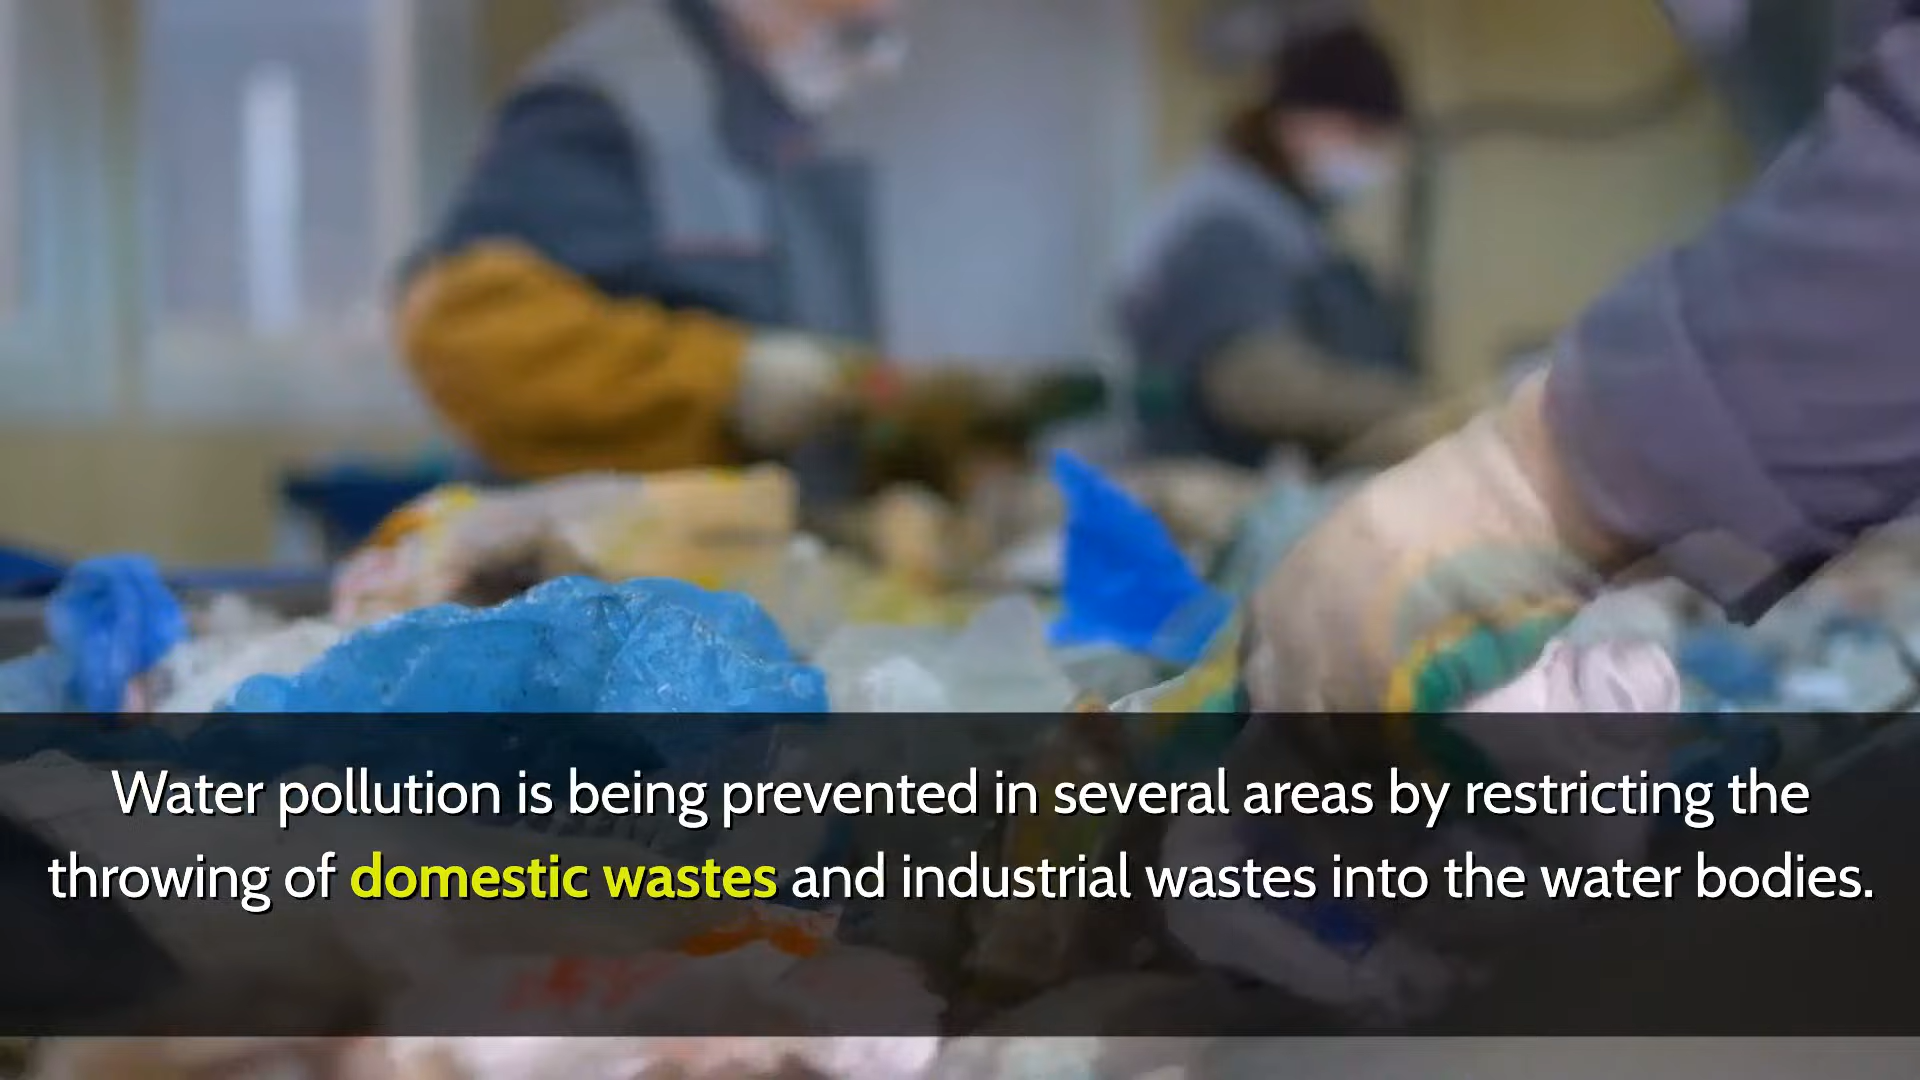 Water pollution is being prevented in several areas by restricting the
throwing of domestic wastes and industrial wastes into the water bodies.